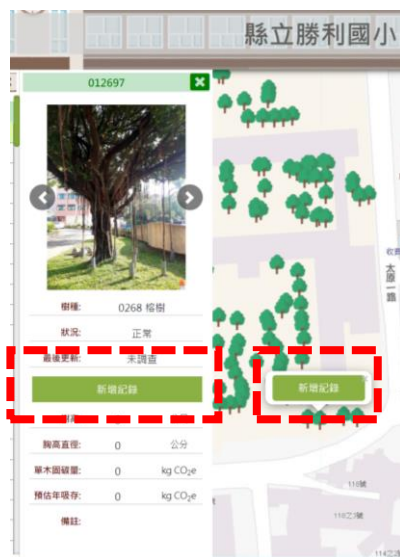 縣立勝利國小
012697
樹種: 0268 榕樹
狀況: 正常
最後更新: 未調查
新增記錄
新增記錄
胸高直徑: 0 公分
單木固碳量: 0 kg CO₂e
預估年吸存: 0 kg CO₂e
備註:
太原一路
116號